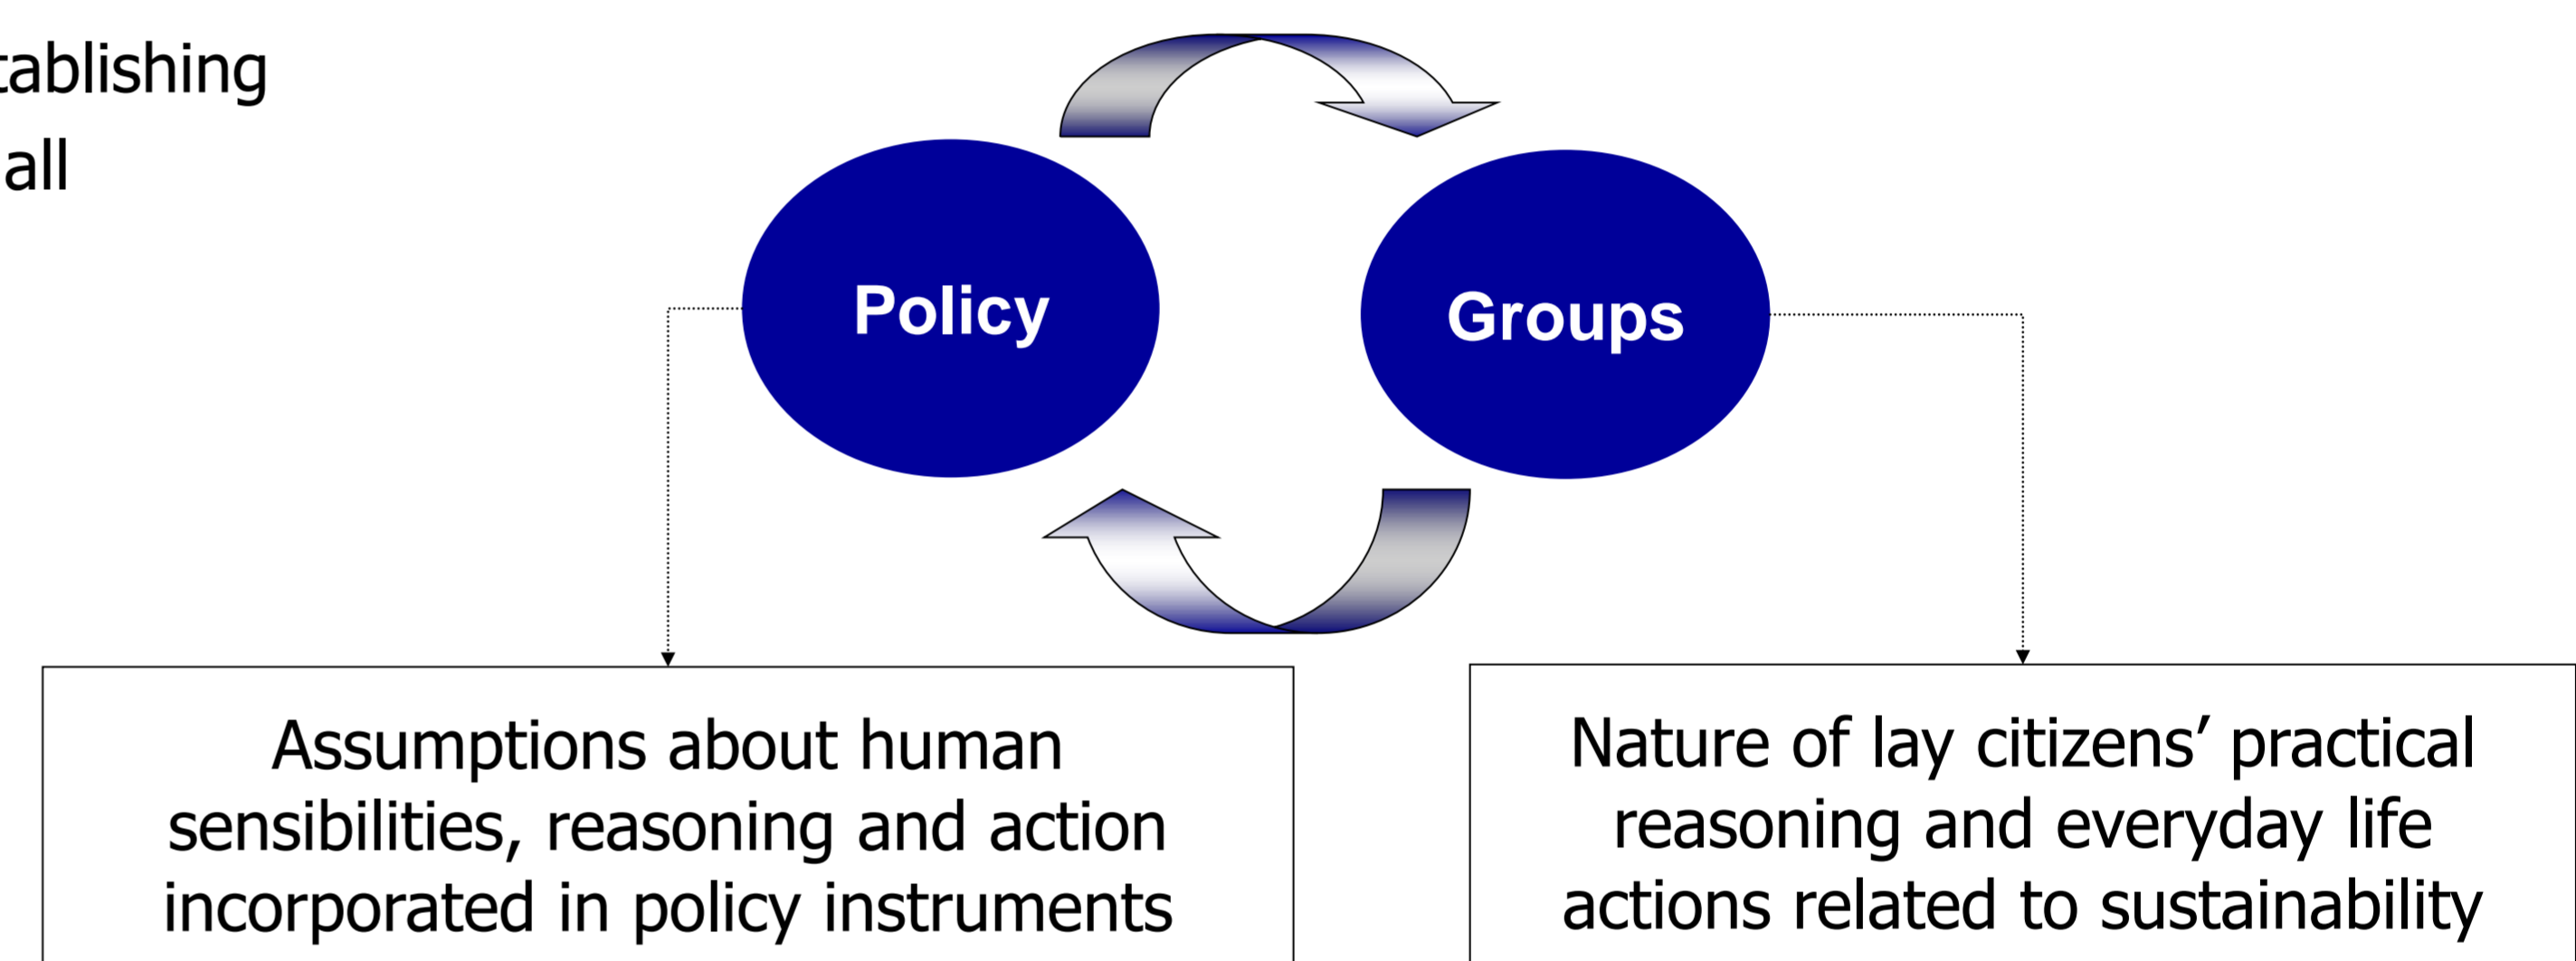 tablishing
all
Policy
Groups
Assumptions about human
sensibilities, reasoning and action
incorporated in policy instruments
Nature of lay citizens’ practical
reasoning and everyday life
actions related to sustainability